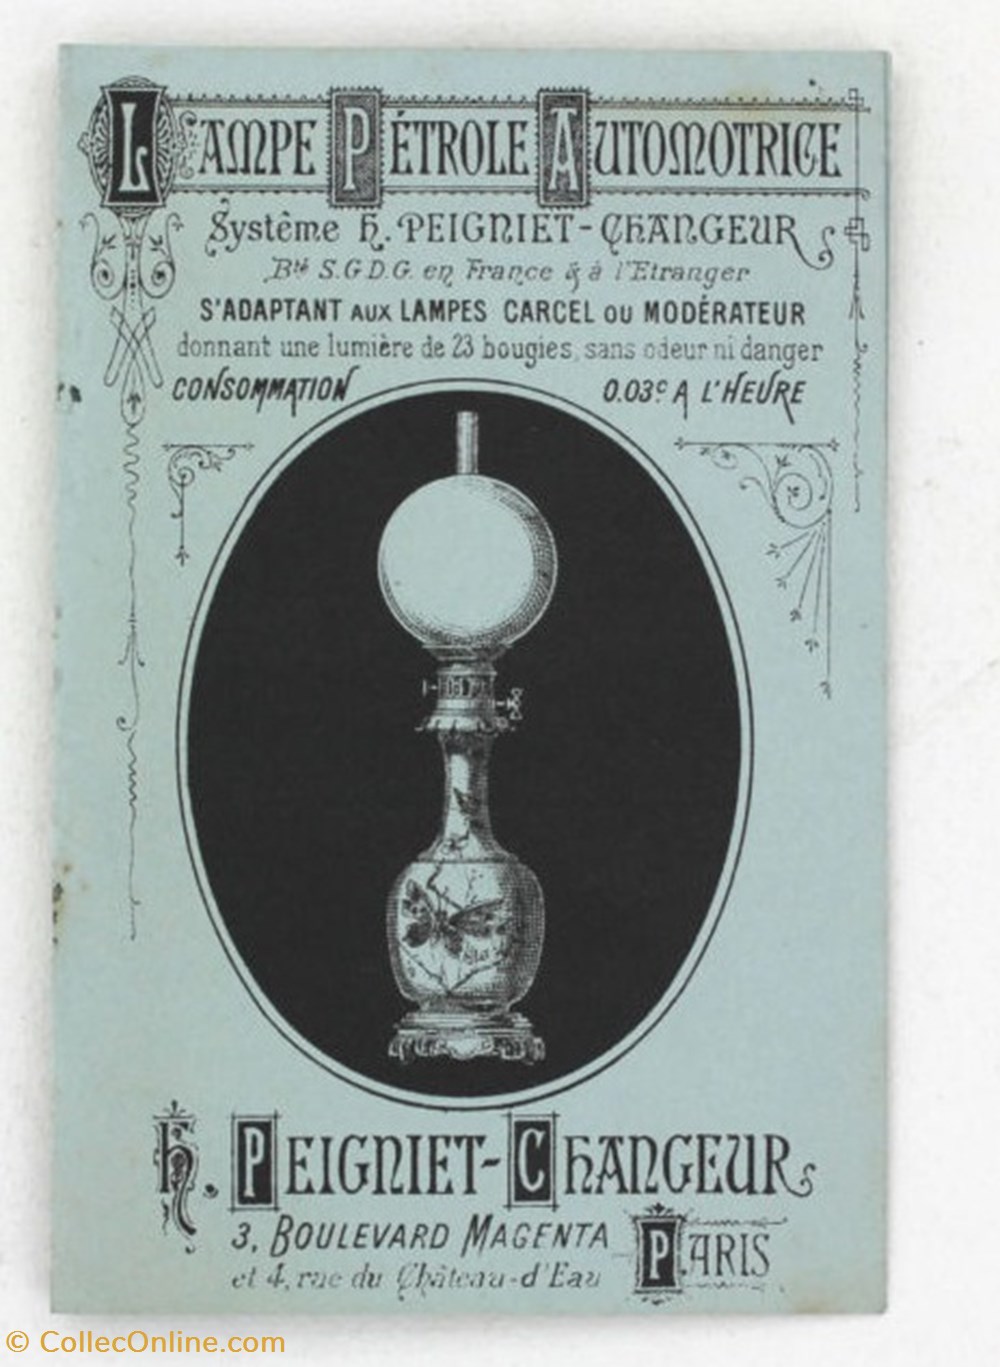 LAMPE PÉTROLE AUTOMOTRICE
Système H. PEIGNIET-CHANGEUR
Bté S.G.D.G. en France & à l'Etranger
S'ADAPTANT AUX LAMPES CARCEL OU MODÉRATEUR
donnant une lumière de 23 bougies, sans odeur ni danger
CONSOMMATION 0.03c. A L'HEURE
H. PEIGNIET-CHANGEUR
3, BOULEVARD MAGENTA
et 4, rue du Château-d'Eau
PARIS
© CollecOnline.com